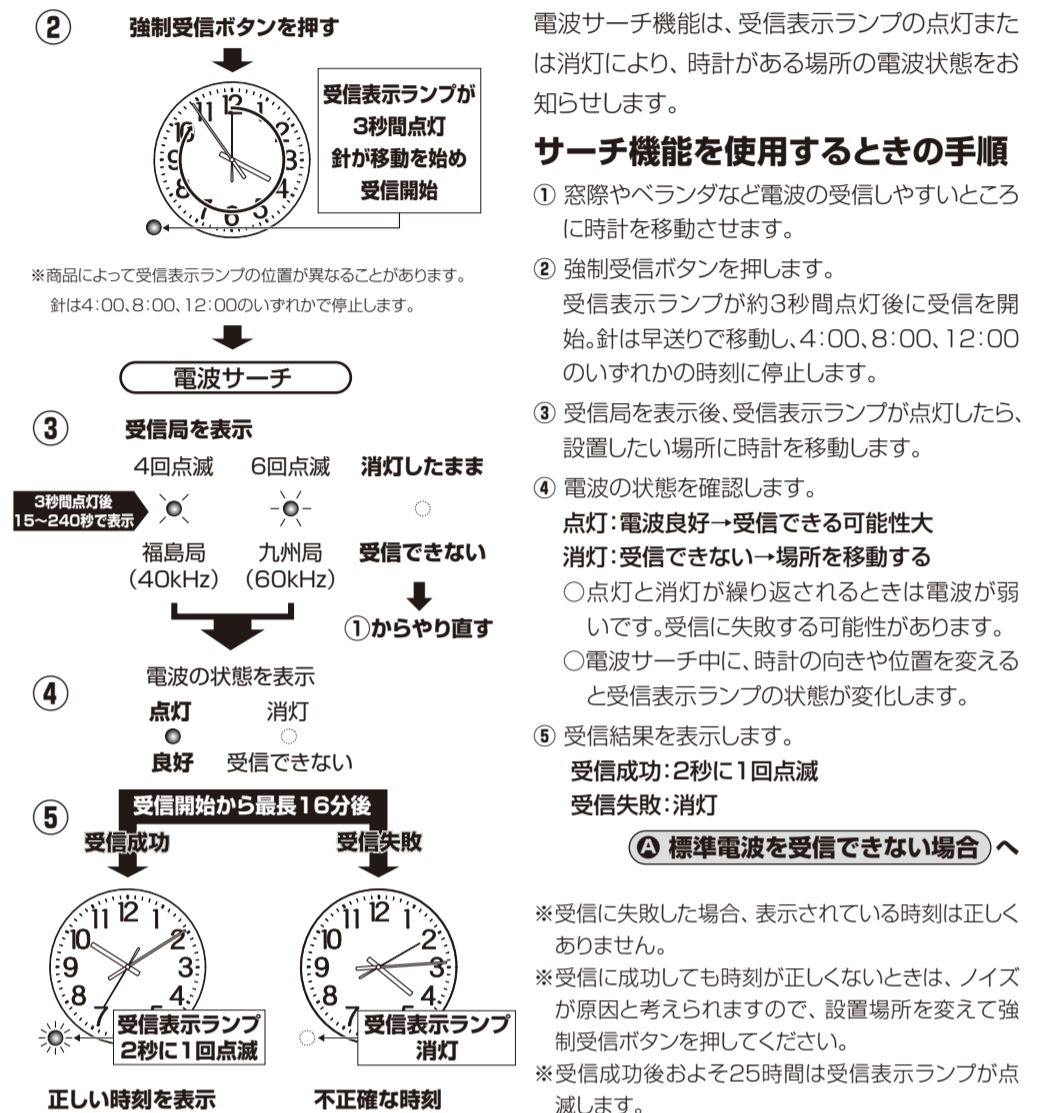 ② 強制受信ボタンを押す
受信表示ランプが
3秒間点灯
針が移動を始め
受信開始
※商品によって受信表示ランプの位置が異なることがあります。
針は4:00、8:00、12:00のいずれかで停止します。
電波サーチ
③ 受信局を表示
4回点滅 6回点滅 消灯したまま
3秒間点灯後
15〜240秒で表示
福島局 九州局 受信できない
(40kHz) (60kHz)
①からやり直す
④ 電波の状態を表示
点灯 消灯
良好 受信できない
⑤ 受信開始から最長16分後
受信成功 受信失敗
受信表示ランプ
2秒に1回点滅
受信表示ランプ
消灯
正しい時刻を表示 不正確な時刻
電波サーチ機能は、受信表示ランプの点灯また
は消灯により、時計がある場所の電波状態をお
知らせします。
サーチ機能を使用するときの手順
① 窓際やベランダなど電波の受信しやすいところ
に時計を移動させます。
② 強制受信ボタンを押します。
受信表示ランプが約3秒間点灯後に受信を開
始。針は早送りで移動し、4:00、8:00、12:00
のいずれかの時刻に停止します。
③ 受信局を表示後、受信表示ランプが点灯したら、
設置したい場所に時計を移動します。
④ 電波の状態を確認します。
点灯:電波良好→受信できる可能性大
消灯:受信できない→場所を移動する
○点灯と消灯が繰り返されるときは電波が弱
いです。受信に失敗する可能性があります。
○電波サーチ中に、時計の向きや位置を変える
と受信表示ランプの状態が変化します。
⑤ 受信結果を表示します。
受信成功:2秒に1回点滅
受信失敗:消灯
Ⓐ 標準電波を受信できない場合 へ
※受信に失敗した場合、表示されている時刻は正しく
ありません。
※受信に成功しても時刻が正しくないときは、ノイズ
が原因と考えられますので、設置場所を変えて強
制受信ボタンを押してください。
※受信成功後およそ25時間は受信表示ランプが点
滅します。